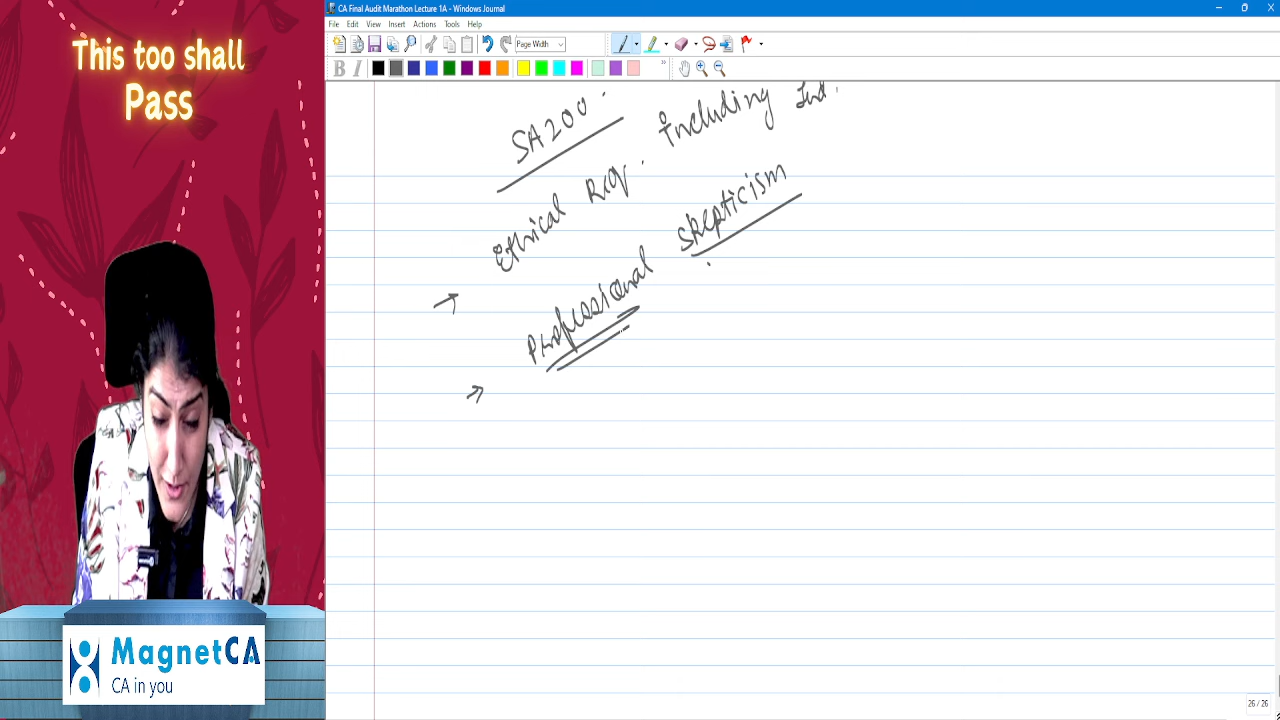 This too shall
Pass
CA Final Audit Marathon Lecture 1A - Windows Journal
File Edit View Insert Actions Tools Help
Page Width
B I
SA200.
Ethical Req. Including Ind.
→ Professional Skepticism
→
MagnetCA
CA in you
26 / 26